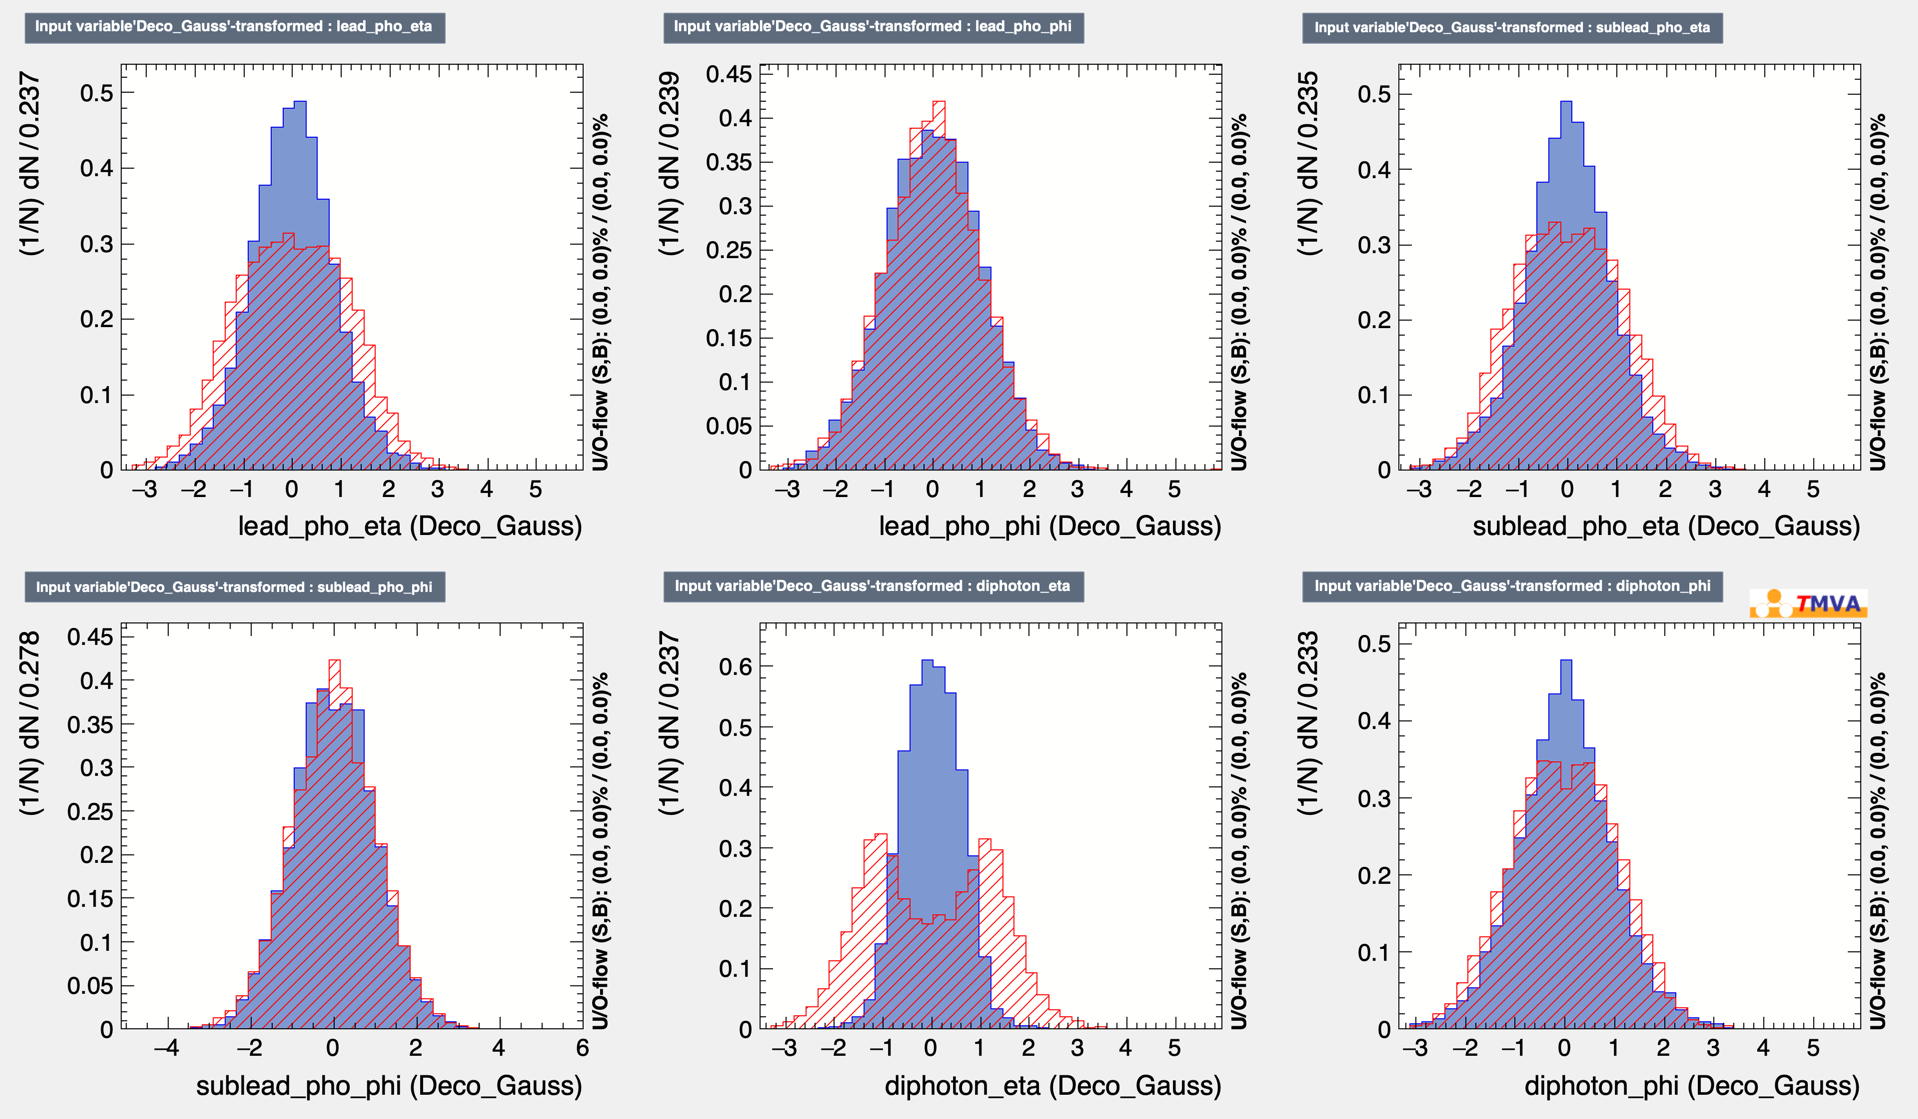 Input variable'Deco_Gauss'-transformed : lead_pho_eta
(1/N) dN / 0.237
0.5
0.4
0.3
0.2
0.1
0
−3 −2 −1 0 1 2 3 4 5
lead_pho_eta (Deco_Gauss)
U/O-flow (S,B): (0.0, 0.0)% / (0.0, 0.0)%
Input variable'Deco_Gauss'-transformed : lead_pho_phi
(1/N) dN / 0.239
0.45
0.4
0.35
0.3
0.25
0.2
0.15
0.1
0.05
0
−3 −2 −1 0 1 2 3 4 5
lead_pho_phi (Deco_Gauss)
U/O-flow (S,B): (0.0, 0.0)% / (0.0, 0.0)%
Input variable'Deco_Gauss'-transformed : sublead_pho_eta
(1/N) dN / 0.235
0.5
0.4
0.3
0.2
0.1
0
−3 −2 −1 0 1 2 3 4 5
sublead_pho_eta (Deco_Gauss)
U/O-flow (S,B): (0.0, 0.0)% / (0.0, 0.0)%
Input variable'Deco_Gauss'-transformed : sublead_pho_phi
(1/N) dN / 0.278
0.45
0.4
0.35
0.3
0.25
0.2
0.15
0.1
0.05
0
−4 −2 0 2 4 6
sublead_pho_phi (Deco_Gauss)
U/O-flow (S,B): (0.0, 0.0)% / (0.0, 0.0)%
Input variable'Deco_Gauss'-transformed : diphoton_eta
(1/N) dN / 0.237
0.6
0.5
0.4
0.3
0.2
0.1
0
−3 −2 −1 0 1 2 3 4 5
diphoton_eta (Deco_Gauss)
U/O-flow (S,B): (0.0, 0.0)% / (0.0, 0.0)%
Input variable'Deco_Gauss'-transformed : diphoton_phi
TMVA
(1/N) dN / 0.233
0.5
0.4
0.3
0.2
0.1
0
−3 −2 −1 0 1 2 3 4 5
diphoton_phi (Deco_Gauss)
U/O-flow (S,B): (0.0, 0.0)% / (0.0, 0.0)%